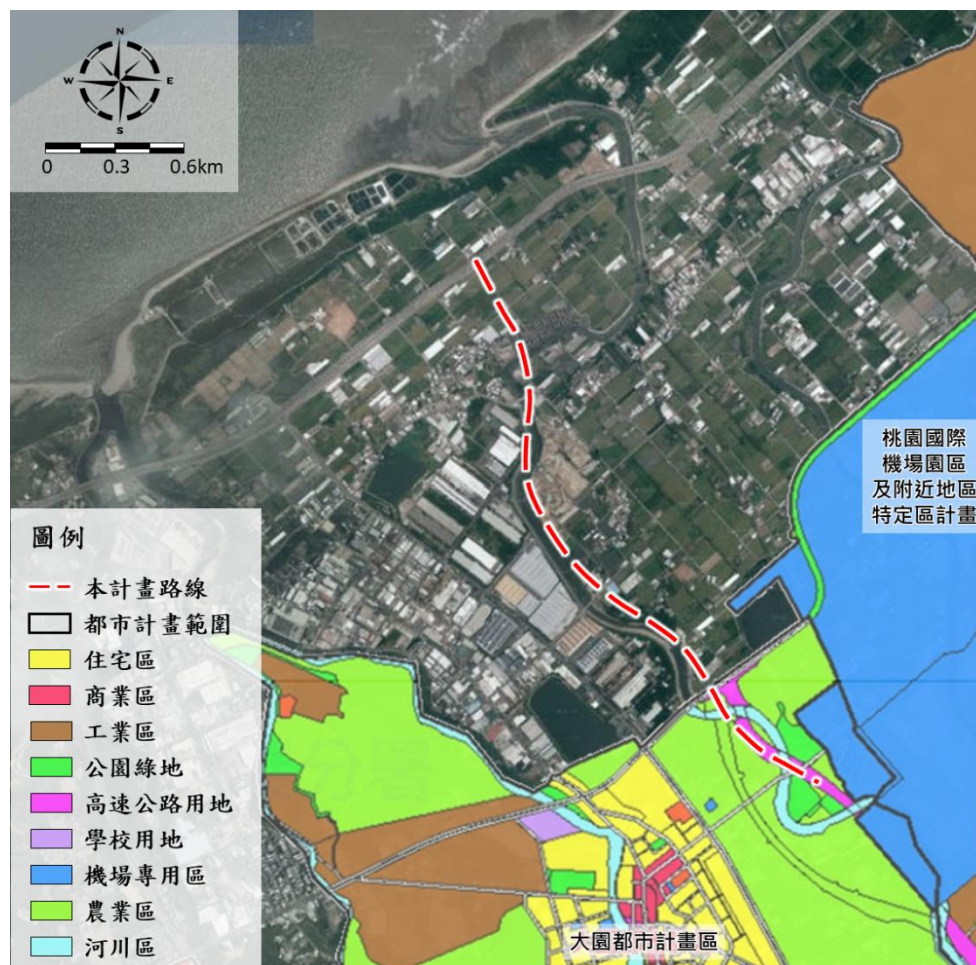 N
W
E
S
0
0.3
0.6km
桃園國際
機場園區
及附近地區
特定區計畫
圖例
本計畫路線
都市計畫範圍
住宅區
商業區
工業區
公園綠地
高速公路用地
學校用地
機場專用區
農業區
河川區
分署
大園都市計畫區